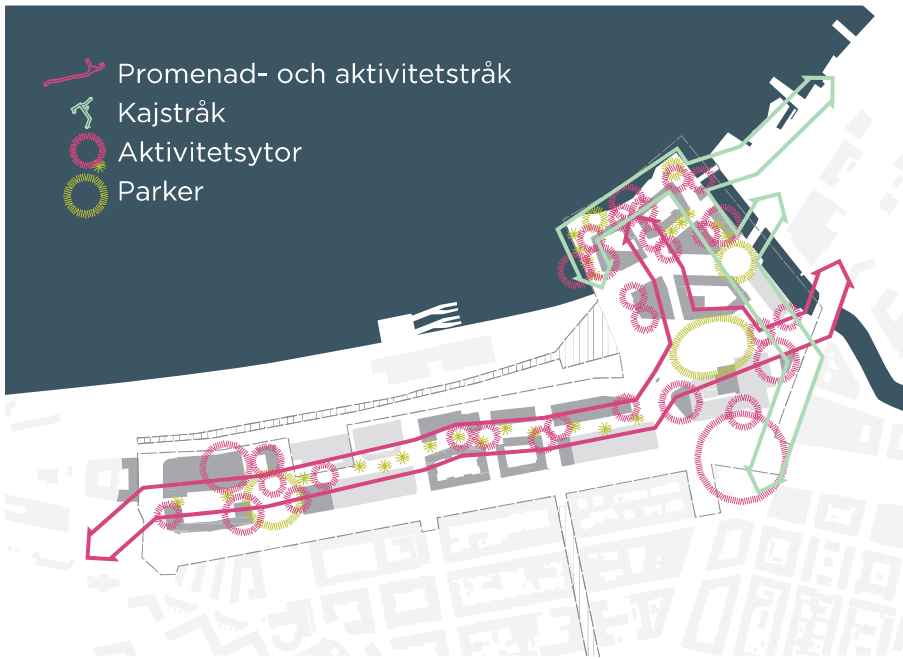 Promenad- och aktivitetstråk
Kajstråk
Aktivitetsytor
Parker